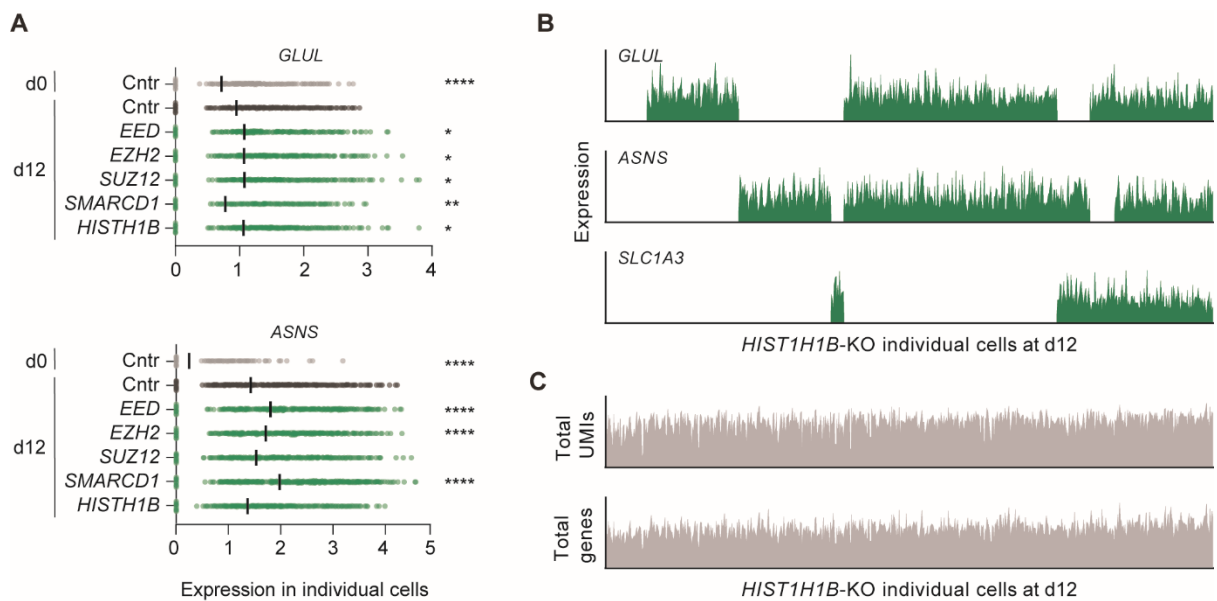 A
GLUL
d0
Cntr
****
d12
Cntr
EED
*
EZH2
*
SUZ12
*
SMARCD1
**
HISTH1B
*
0 1 2 3 4
ASNS
d0
Cntr
****
d12
Cntr
EED
****
EZH2
****
SUZ12
SMARCD1
****
HISTH1B
0 1 2 3 4 5
Expression in individual cells
B
Expression
GLUL
ASNS
SLC1A3
HIST1H1B-KO individual cells at d12
C
Total
UMIs
Total
genes
HIST1H1B-KO individual cells at d12